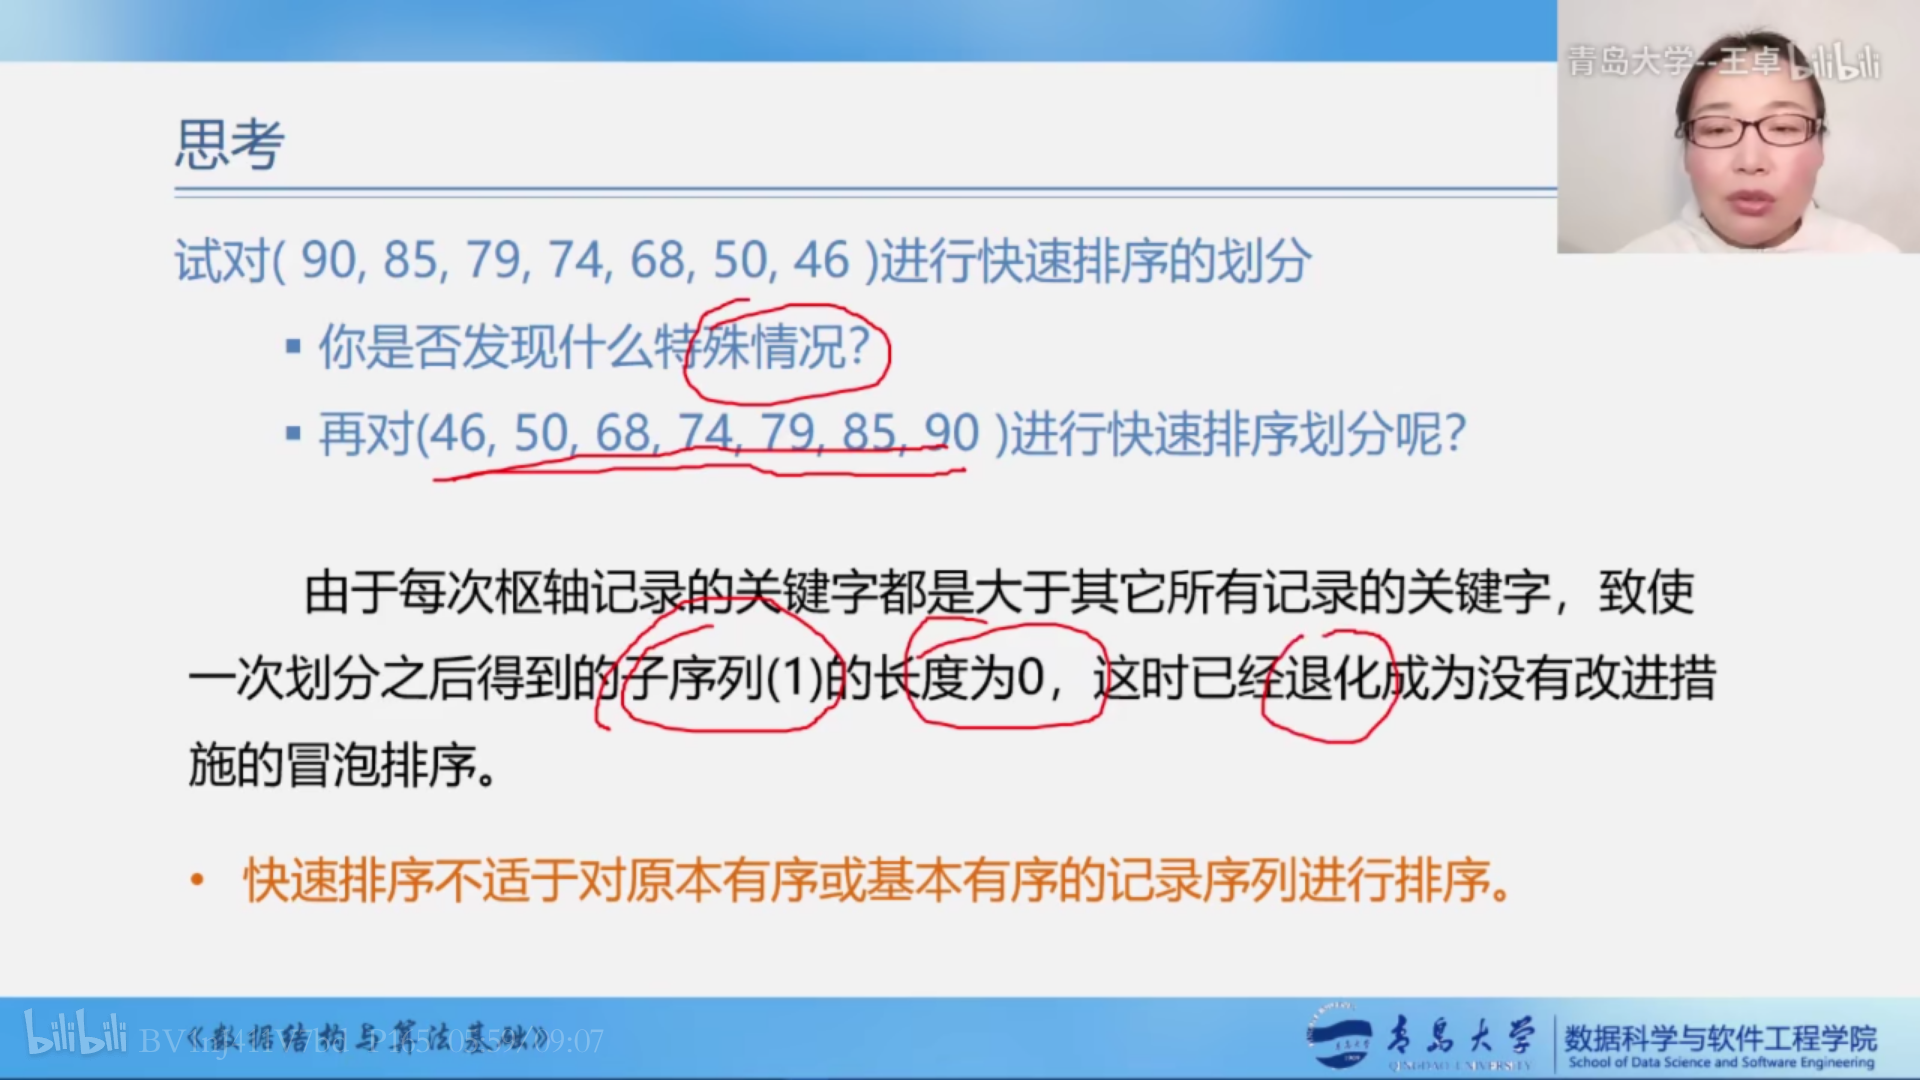 青岛大学--王卓 bilibili
思考
试对( 90, 85, 79, 74, 68, 50, 46 )进行快速排序的划分
▪ 你是否发现什么特殊情况?
▪ 再对(46, 50, 68, 74, 79, 85, 90 )进行快速排序划分呢?
由于每次枢轴记录的关键字都是大于其它所有记录的关键字，致使
一次划分之后得到的子序列(1)的长度为0，这时已经退化成为没有改进措
施的冒泡排序。
• 快速排序不适于对原本有序或基本有序的记录序列进行排序。
bilibili
《数据结构与算法基础》
青岛大学
QINGDAO UNIVERSITY
数据科学与软件工程学院
School of Data Science and Software Engineering